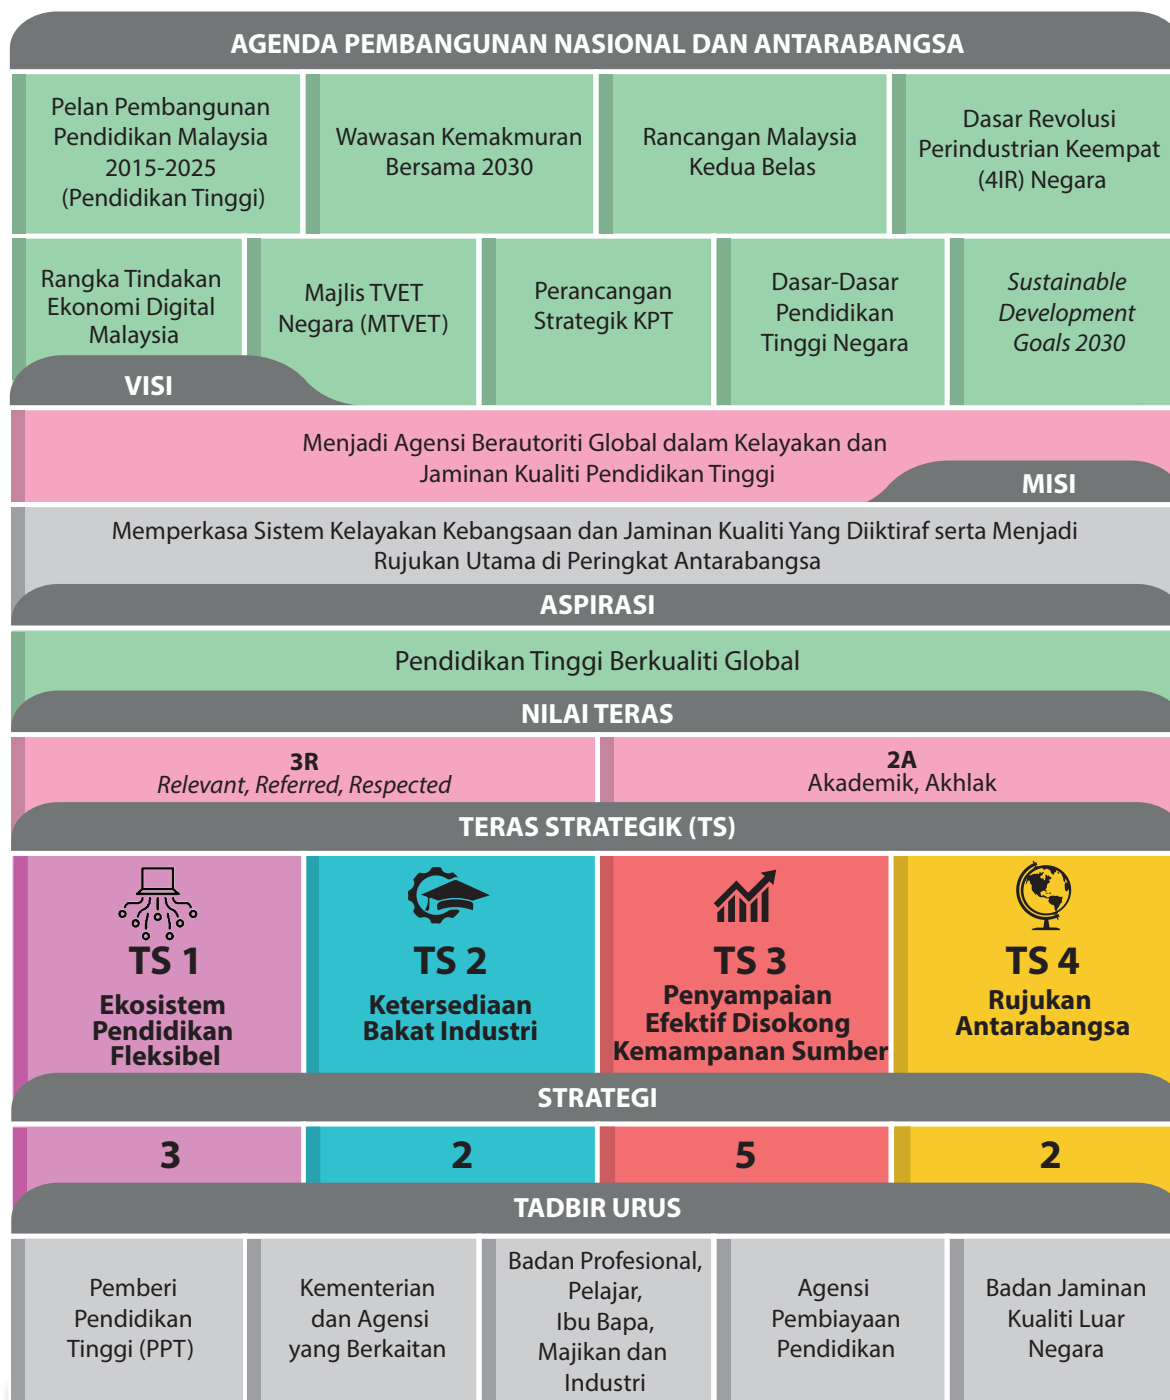 AGENDA PEMBANGUNAN NASIONAL DAN ANTARABANGSA
Pelan Pembangunan
Pendidikan Malaysia
2015-2025
(Pendidikan Tinggi)
Wawasan Kemakmuran
Bersama 2030
Rancangan Malaysia
Kedua Belas
Dasar Revolusi
Perindustrian Keempat
(4IR) Negara
Rangka Tindakan
Ekonomi Digital
Malaysia
Majlis TVET
Negara (MTVET)
Perancangan
Strategik KPT
Dasar-Dasar
Pendidikan
Tinggi Negara
Sustainable
Development
Goals 2030
VISI
Menjadi Agensi Berautoriti Global dalam Kelayakan dan
Jaminan Kualiti Pendidikan Tinggi
MISI
Memperkasa Sistem Kelayakan Kebangsaan dan Jaminan Kualiti Yang Diiktiraf serta Menjadi
Rujukan Utama di Peringkat Antarabangsa
ASPIRASI
Pendidikan Tinggi Berkualiti Global
NILAI TERAS
3R
Relevant, Referred, Respected
2A
Akademik, Akhlak
TERAS STRATEGIK (TS)
TS 1
Ekosistem
Pendidikan
Fleksibel
TS 2
Ketersediaan
Bakat Industri
TS 3
Penyampaian
Efektif Disokong
Kemampanan Sumber
TS 4
Rujukan
Antarabangsa
STRATEGI
3
2
5
2
TADBIR URUS
Pemberi
Pendidikan
Tinggi (PPT)
Kementerian
dan Agensi
yang Berkaitan
Badan Profesional,
Pelajar,
Ibu Bapa,
Majikan dan
Industri
Agensi
Pembiayaan
Pendidikan
Badan Jaminan
Kualiti Luar
Negara